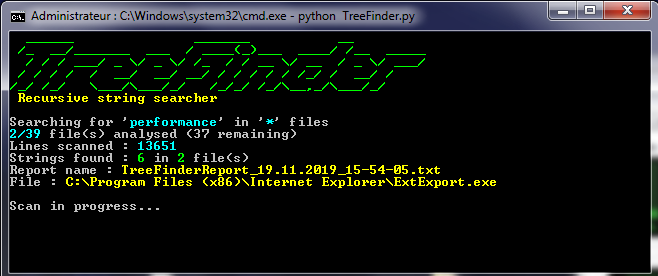 Administrateur : C:\Windows\system32\cmd.exe - python  TreeFinder.py
TreeFinder
Recursive string searcher
Searching for 'performance' in '*' files
2/39 file(s) analysed (37 remaining)
Lines scanned : 13651
Strings found : 6 in 2 file(s)
Report name : TreeFinderReport_19.11.2019_15-54-05.txt
File : C:\Program Files (x86)\Internet Explorer\ExtExport.exe
Scan in progress...